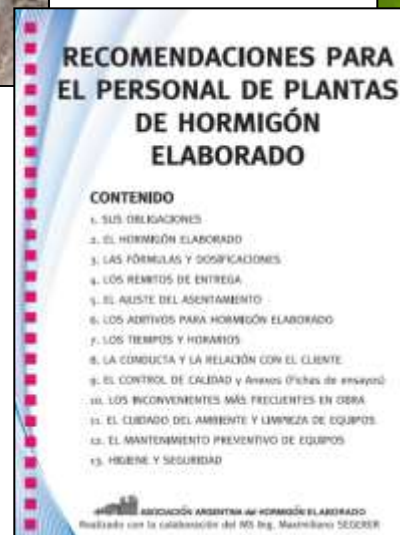 RECOMENDACIONES PARA
EL PERSONAL DE PLANTAS
DE HORMIGÓN
ELABORADO
CONTENIDO
1. SUS OBLIGACIONES
2. EL HORMIGÓN ELABORADO
3. LAS FÓRMULAS Y DOSIFICACIONES
4. LOS REMITOS DE ENTREGA
5. EL AJUSTE DEL ASENTAMIENTO
6. LOS ADITIVOS PARA HORMIGÓN ELABORADO
7. LOS TIEMPOS Y HORARIOS
8. LA CONDUCTA Y LA RELACIÓN CON EL CLIENTE
9. EL CONTROL DE CALIDAD y Anexos (Fichas de ensayos)
10. LOS INCONVENIENTES MÁS FRECUENTES EN OBRA
11. EL CUIDADO DEL AMBIENTE Y LIMPIEZA DE EQUIPOS
12. EL MANTENIMIENTO PREVENTIVO DE EQUIPOS
13. HIGIENE Y SEGURIDAD
ASOCIACIÓN ARGENTINA del HORMIGÓN ELABORADO
Realizado con la colaboración del MS Ing. Maximiliano SEGERER